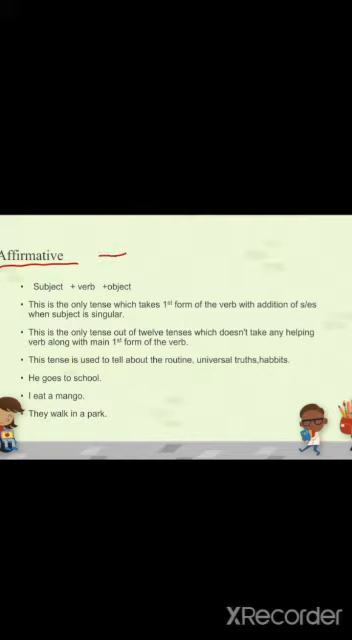 Affirmative
• Subject + verb +object
• This is the only tense which takes 1st form of the verb with addition of s/es
when subject is singular.
• This is the only tense out of twelve tenses which doesn't take any helping
verb along with main 1st form of the verb.
• This tense is used to tell about the routine, universal truths,habbits.
• He goes to school.
• I eat a mango.
• They walk in a park.
XRecorder